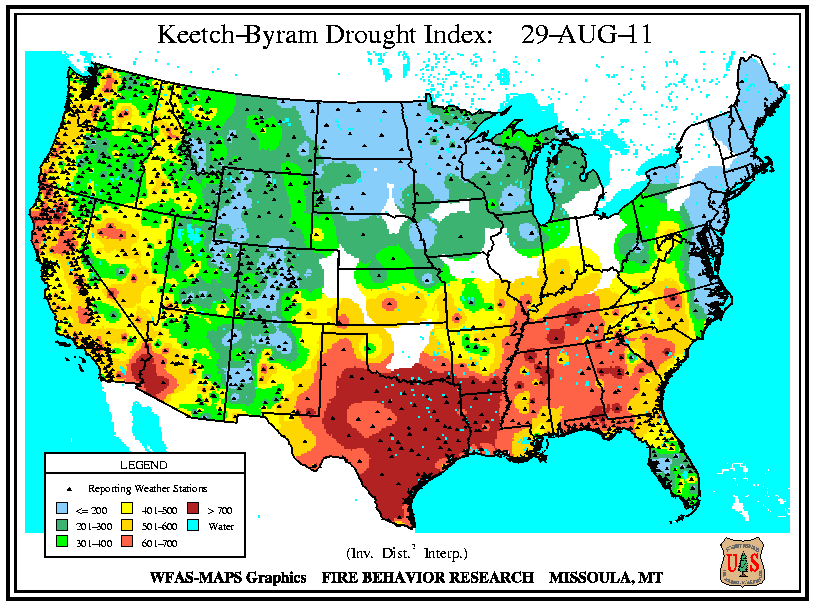 Keetch-Byram Drought Index: 29-AUG-11
LEGEND
Reporting Weather Stations
<= 200
401-500
> 700
201-300
501-600
Water
301-400
601-700
(Inv. Dist.² Interp.)
WFAS-MAPS Graphics FIRE BEHAVIOR RESEARCH MISSOULA, MT
U S